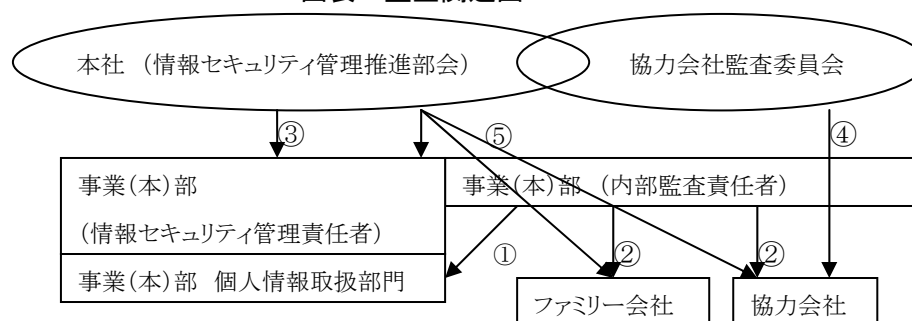 本社 (情報セキュリティ管理推進部会)
協力会社監査委員会
③
⑤
④
事業(本)部
(情報セキュリティ管理責任者)
事業(本)部 (内部監査責任者)
①
②
②
事業(本)部 個人情報取扱部門
ファミリー会社
協力会社